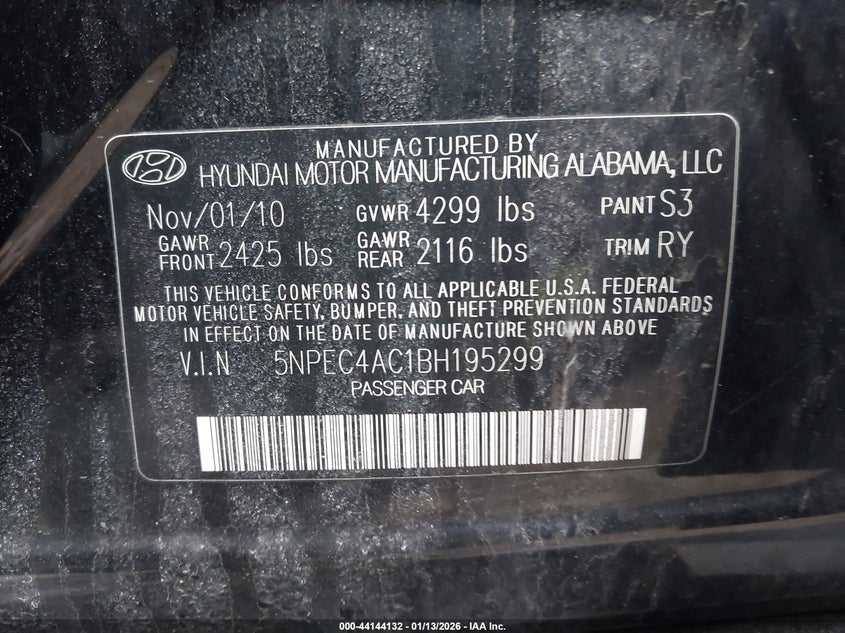 MANUFACTURED BY
HYUNDAI MOTOR MANUFACTURING ALABAMA, LLC
Nov/01/10 GVWR 4299 lbs PAINT S3
GAWR FRONT 2425 lbs GAWR REAR 2116 lbs TRIM RY
THIS VEHICLE CONFORMS TO ALL APPLICABLE U.S.A. FEDERAL
MOTOR VEHICLE SAFETY, BUMPER, AND THEFT PREVENTION STANDARDS
IN EFFECT ON THE DATE OF MANUFACTURE SHOWN ABOVE
V.I.N 5NPEC4AC1BH195299
PASSENGER CAR
000-44144132 - 01/13/2026 - IAA Inc.